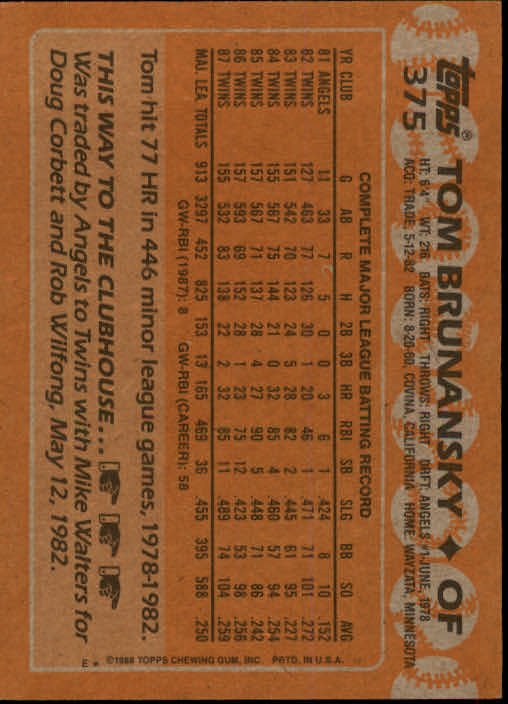 topps® TOM BRUNANSKY ✦ OF
375 HT: 6'4" WT: 216 BATS: RIGHT THROWS: RIGHT DRFT: ANGELS #1-JUNE, 1978
ACQ: TRADE, 5-12-82 BORN: 8-20-60, COVINA, CALIFORNIA HOME: WAYZATA, MINNESOTA
COMPLETE MAJOR LEAGUE BATTING RECORD
YR CLUB G AB R H 2B 3B HR RBI SB SLG BB SO AVG
81 ANGELS 11 33 7 5 0 0 3 6 1 .424 8 10 .152
82 TWINS 127 463 77 126 30 1 20 46 1 .471 71 101 .272
83 TWINS 151 542 70 123 24 5 28 82 2 .445 61 95 .227
84 TWINS 155 567 75 144 21 0 32 85 4 .460 57 94 .254
85 TWINS 157 567 71 137 28 4 27 90 5 .448 71 86 .242
86 TWINS 157 593 69 152 28 1 23 75 12 .423 53 98 .256
87 TWINS 155 532 83 138 22 2 32 85 11 .489 74 104 .259
MAJ. LEA. TOTALS 913 3297 452 825 153 13 165 469 36 .455 395 588 .250
GW-RBI (1987): 8 GW-RBI (CAREER): 58
Tom hit 77 HR in 446 minor league games, 1978-1982.
THIS WAY TO THE CLUBHOUSE...
Was traded by Angels to Twins with Mike Walters for
Doug Corbett and Rob Wilfong, May 12, 1982.
©1988 TOPPS CHEWING GUM, INC. PRTD. IN U.S.A.
E*